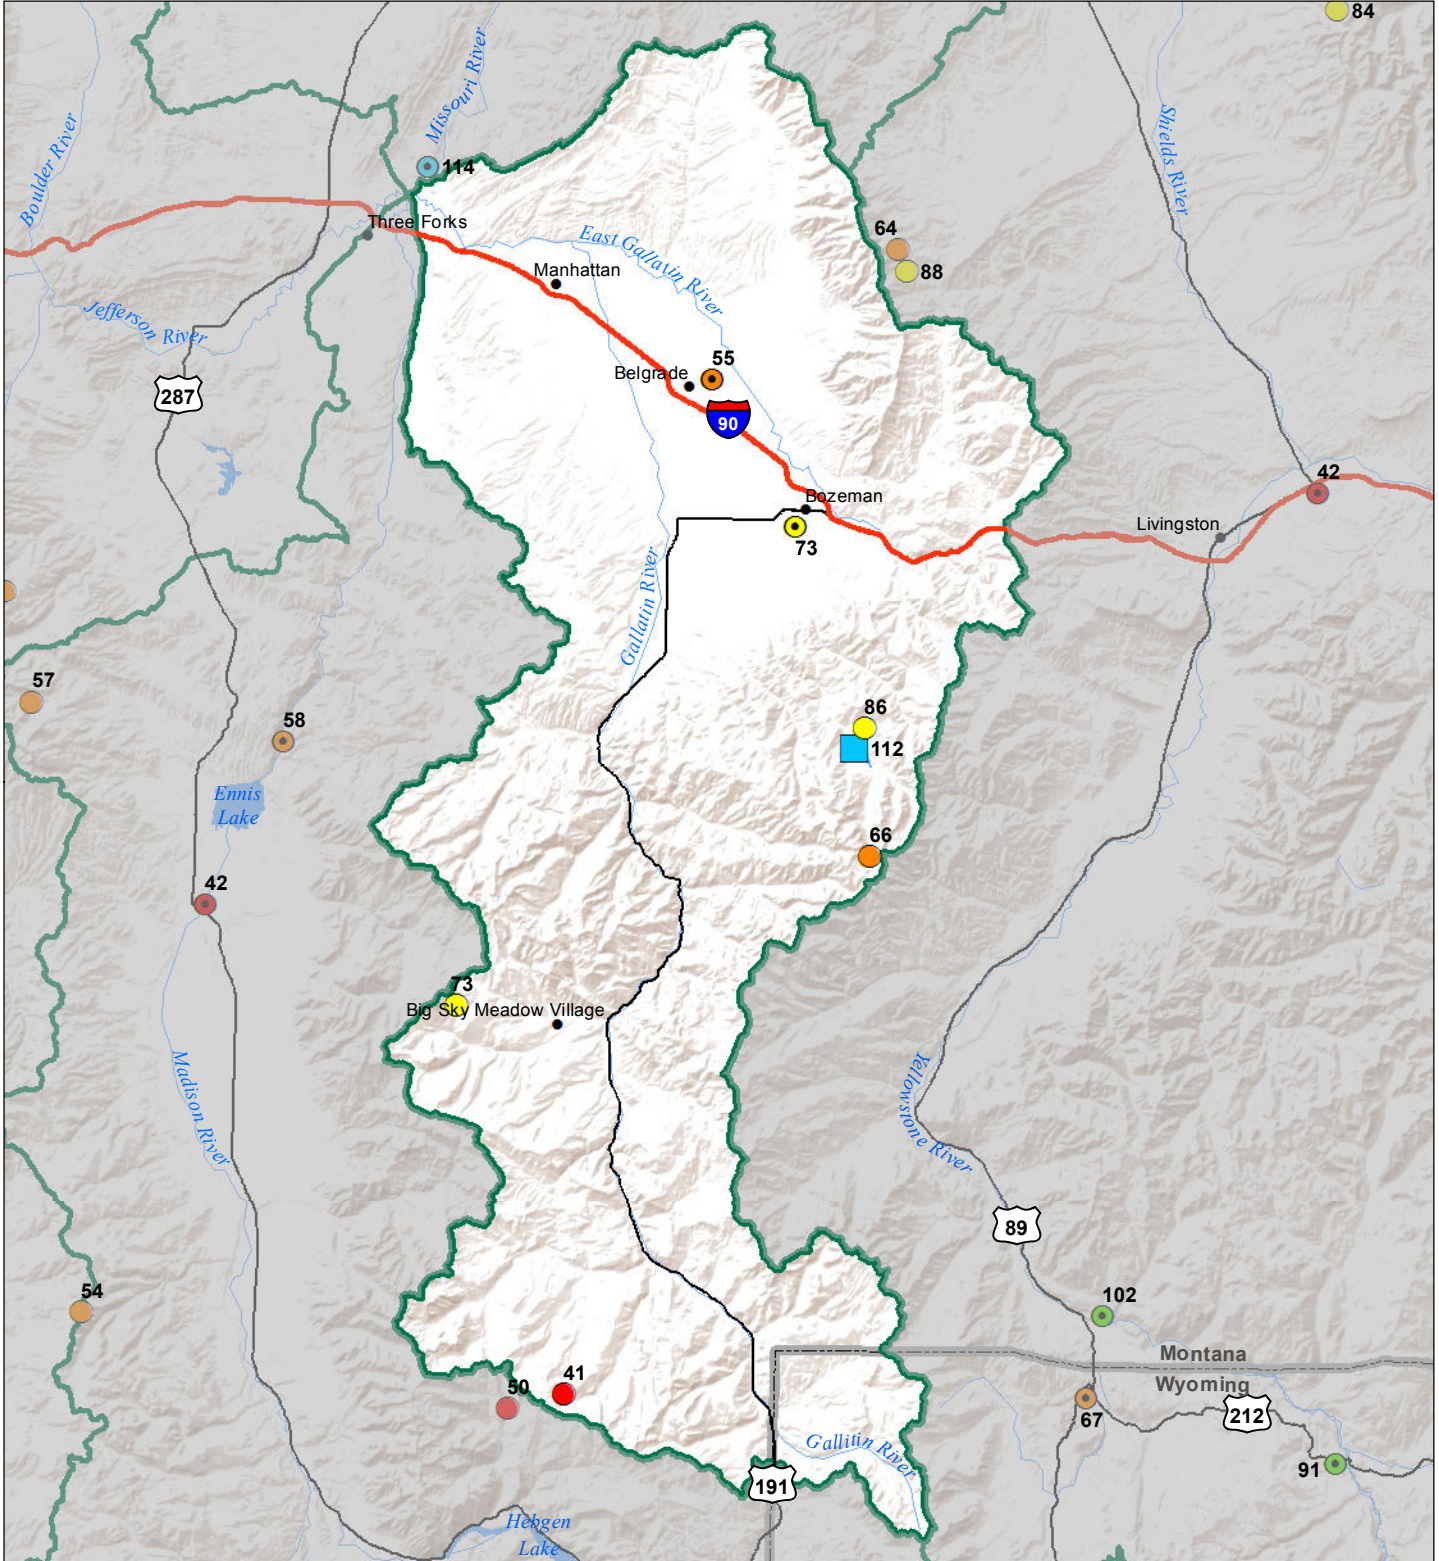 84
Missouri River
Boulder River
Shields River
114
Three Forks
East Gallatin River
64
88
Manhattan
Jefferson River
55
Belgrade
287
90
42
Bozeman
Livingston
73
Gallatin River
57
86
58
112
Ennis
Lake
66
42
73
Big Sky Meadow Village
Madison River
Yellowstone River
89
54
102
Montana
Wyoming
41
50
67
212
Gallitin River
91
191
Hebgen
Lake